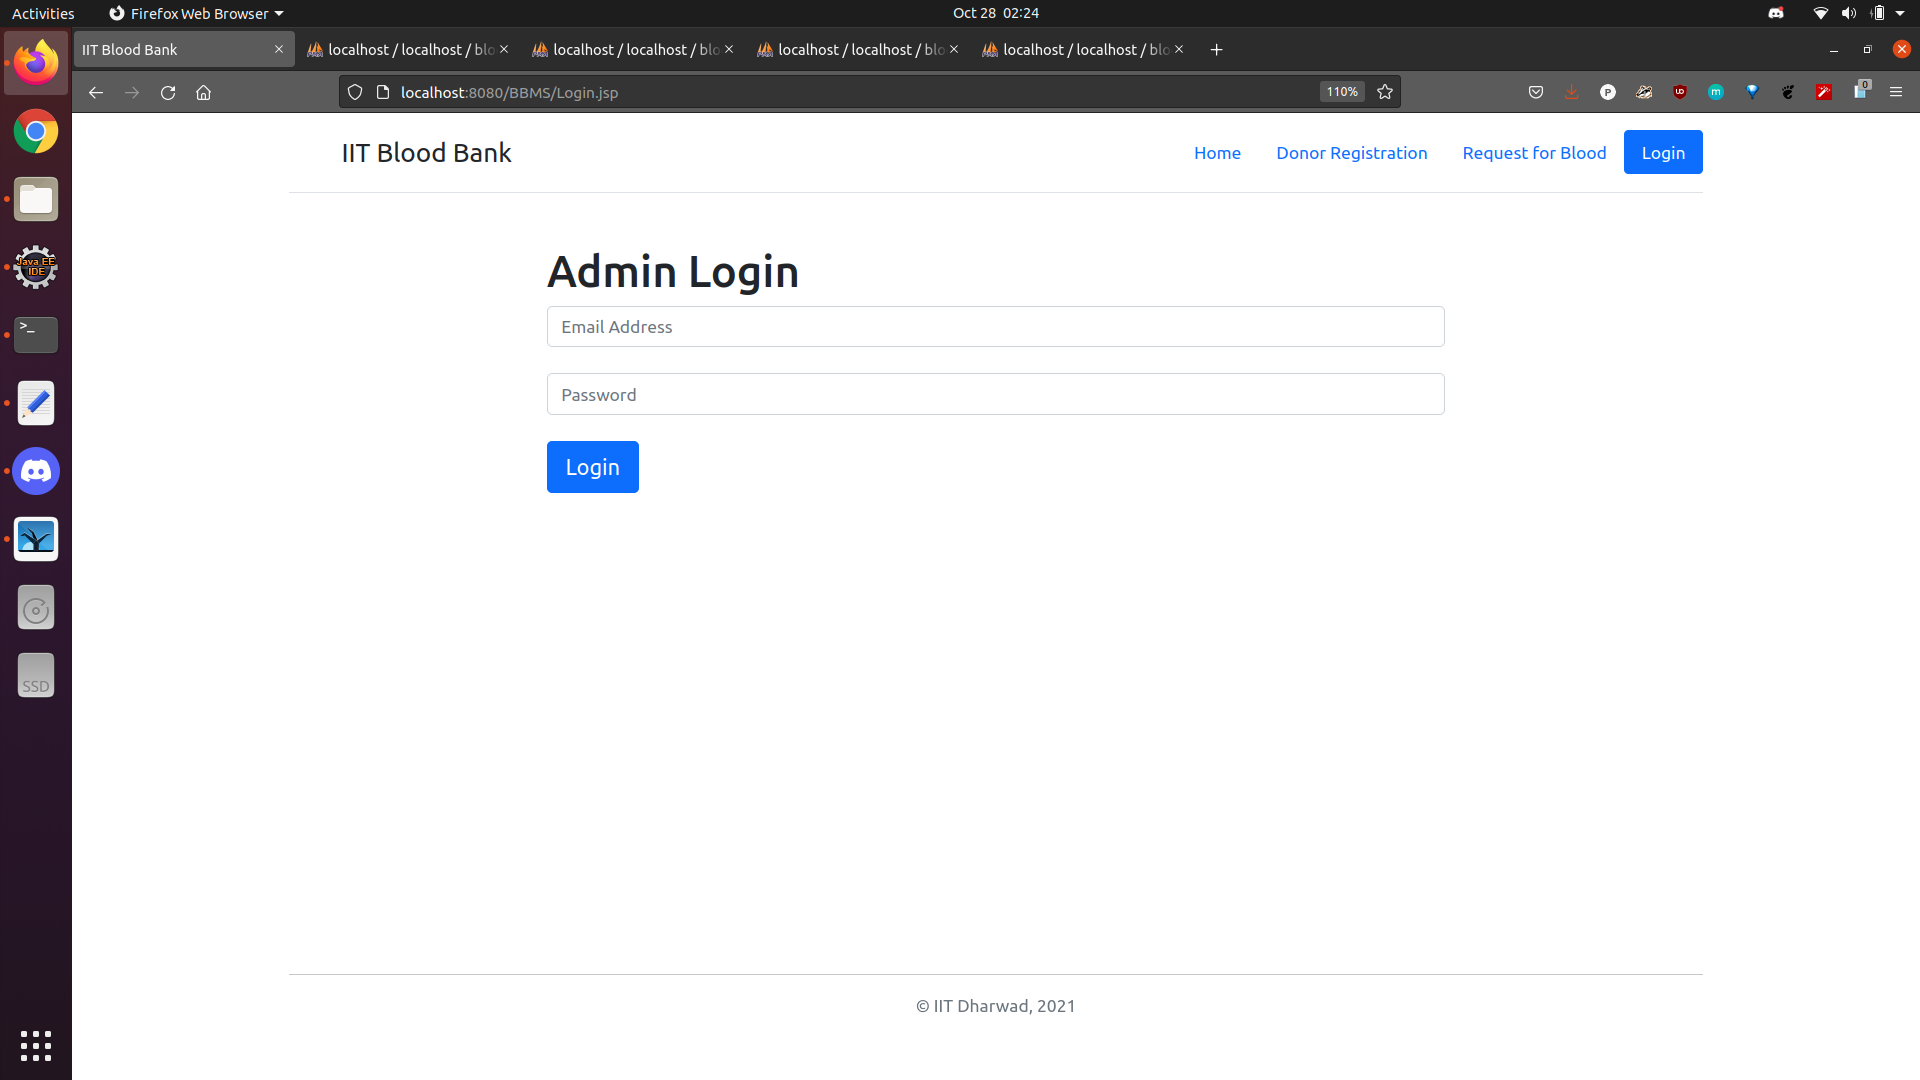 Activities Firefox Web Browser Oct 28 02:24
IIT Blood Bank localhost / localhost / blo localhost / localhost / blo localhost / localhost / blo localhost / localhost / blo
localhost:8080/BBMS/Login.jsp 110% 0
IIT Blood Bank Home Donor Registration Request for Blood Login
Java EE
IDE
Admin Login
Email Address
Password
Login
SSD
© IIT Dharwad, 2021